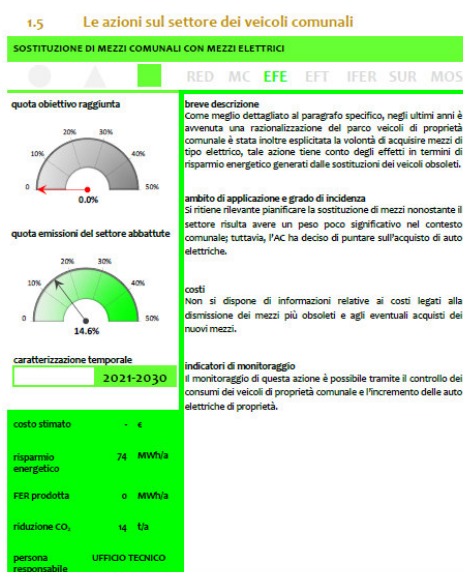 1.5 Le azioni sul settore dei veicoli comunali
SOSTITUZIONE DI MEZZI COMUNALI CON MEZZI ELETTRICI
RED MC EFE EFT IFER SUR MOS
quota obiettivo raggiunta
0 10% 20% 30% 40% 50%
0.0%
quota emissioni del settore abbattute
0 10% 20% 30% 40% 50%
14.6%
caratterizzazione temporale
2021-2030
costo stimato - €
risparmio energetico 74 MWh/a
FER prodotta 0 MWh/a
riduzione CO₂ 14 t/a
persona responsabile UFFICIO TECNICO
breve descrizione
Come meglio dettagliato al paragrafo specifico, negli ultimi anni è
avvenuta una razionalizzazione del parco veicoli di proprietà
comunale è stata inoltre esplicitata la volontà di acquisire mezzi di
tipo elettrico, tale azione tiene conto degli effetti in termini di
risparmio energetico generati dalle sostituzioni dei veicoli obsoleti.
ambito di applicazione e grado di incidenza
Si ritiene rilevante pianificare la sostituzione di mezzi nonostante il
settore risulta avere un peso poco significativo nel contesto
comunale; tuttavia, l'AC ha deciso di puntare sull'acquisto di auto
elettriche.
costi
Non si dispone di informazioni relative ai costi legati alla
dismissione dei mezzi più obsoleti e agli eventuali acquisti dei
nuovi mezzi.
indicatori di monitoraggio
Il monitoraggio di questa azione è possibile tramite il controllo dei
consumi dei veicoli di proprietà comunale e l'incremento delle auto
elettriche di proprietà.